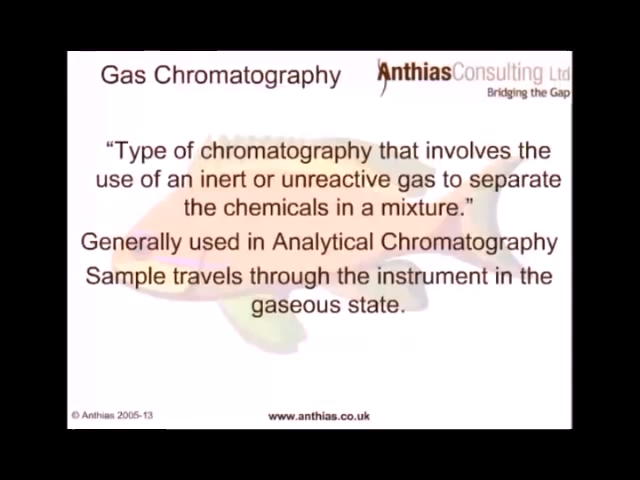 Gas Chromatography
AnthiasConsulting Ltd
Bridging the Gap
“Type of chromatography that involves the
use of an inert or unreactive gas to separate
the chemicals in a mixture.”
Generally used in Analytical Chromatography
Sample travels through the instrument in the
gaseous state.
© Anthias 2005-13
www.anthias.co.uk